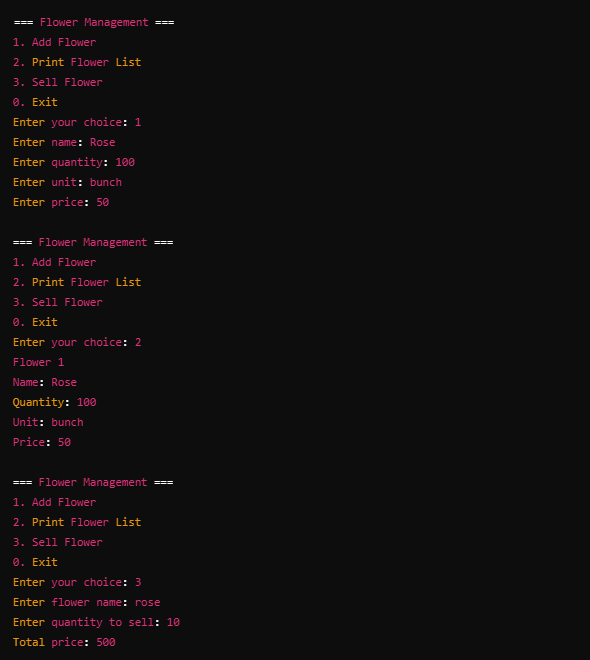 === Flower Management ===
1. Add Flower
2. Print Flower List
3. Sell Flower
0. Exit
Enter your choice: 1
Enter name: Rose
Enter quantity: 100
Enter unit: bunch
Enter price: 50
=== Flower Management ===
1. Add Flower
2. Print Flower List
3. Sell Flower
0. Exit
Enter your choice: 2
Flower 1
Name: Rose
Quantity: 100
Unit: bunch
Price: 50
=== Flower Management ===
1. Add Flower
2. Print Flower List
3. Sell Flower
0. Exit
Enter your choice: 3
Enter flower name: rose
Enter quantity to sell: 10
Total price: 500